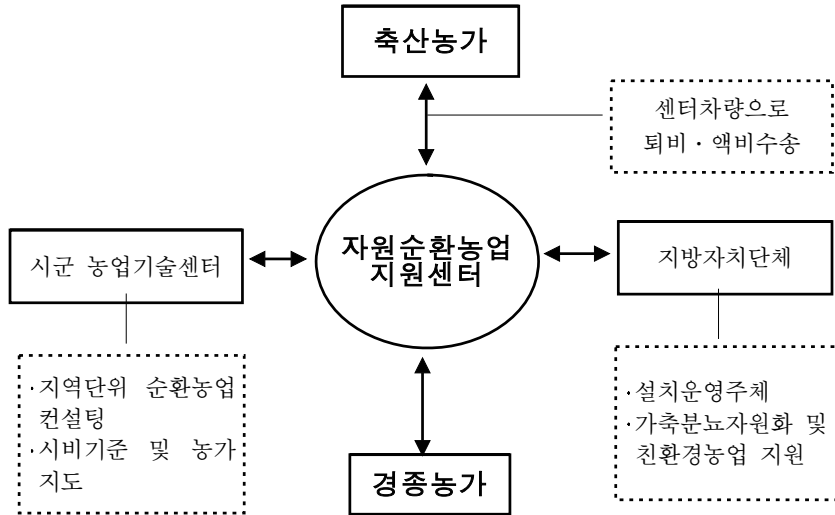 축산농가
센터차량으로
퇴비·액비수송
자원순환농업
지원센터
시군 농업기술센터
지방자치단체
·지역단위 순환농업
컨설팅
·시비기준 및 농가
지도
·설치운영주체
·가축분뇨자원화 및
친환경농업 지원
경종농가